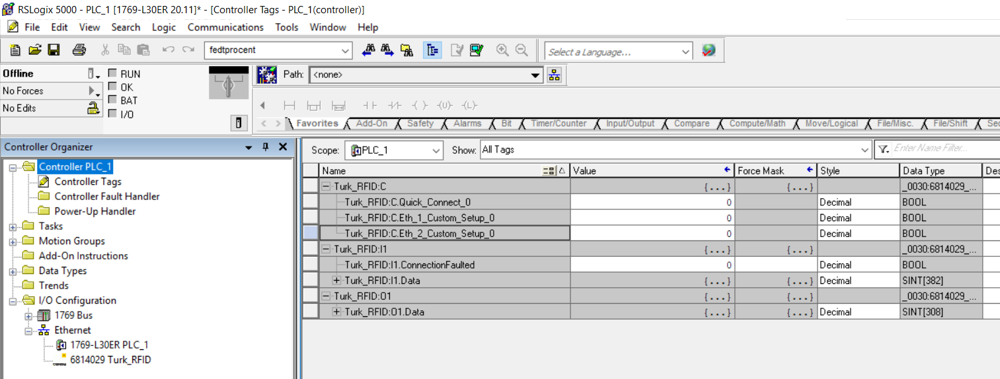 RSLogix 5000 - PLC_1 [1769-L30ER 20.11]* - [Controller Tags - PLC_1(controller)]
File Edit View Search Logic Communications Tools Window Help
fedtprocent Select a Language...
Offline RUN Path: <none>
No Forces OK
No Edits BAT
I/O
Favorites Add-On Safety Alarms Bit Timer/Counter Input/Output Compare Compute/Math Move/Logical File/Misc. File/Shift Sec
Controller Organizer
Controller PLC_1
Controller Tags
Controller Fault Handler
Power-Up Handler
Tasks
Motion Groups
Add-On Instructions
Data Types
Trends
I/O Configuration
1769 Bus
Ethernet
1769-L30ER PLC_1
6814029 Turk_RFID
Scope: PLC_1 Show: All Tags Enter Name Filter...
Name Value Force Mask Style Data Type Des
Turk_RFID:C {...} {...} _0030:6814029_...
Turk_RFID:C.Quick_Connect_0 0 Decimal BOOL
Turk_RFID:C.Eth_1_Custom_Setup_0 0 Decimal BOOL
Turk_RFID:C.Eth_2_Custom_Setup_0 0 Decimal BOOL
Turk_RFID:I1 {...} {...} _0030:6814029_...
Turk_RFID:I1.ConnectionFaulted 0 Decimal BOOL
Turk_RFID:I1.Data {...} {...} Decimal SINT[382]
Turk_RFID:O1 {...} {...} _0030:6814029_...
Turk_RFID:O1.Data {...} {...} Decimal SINT[308]